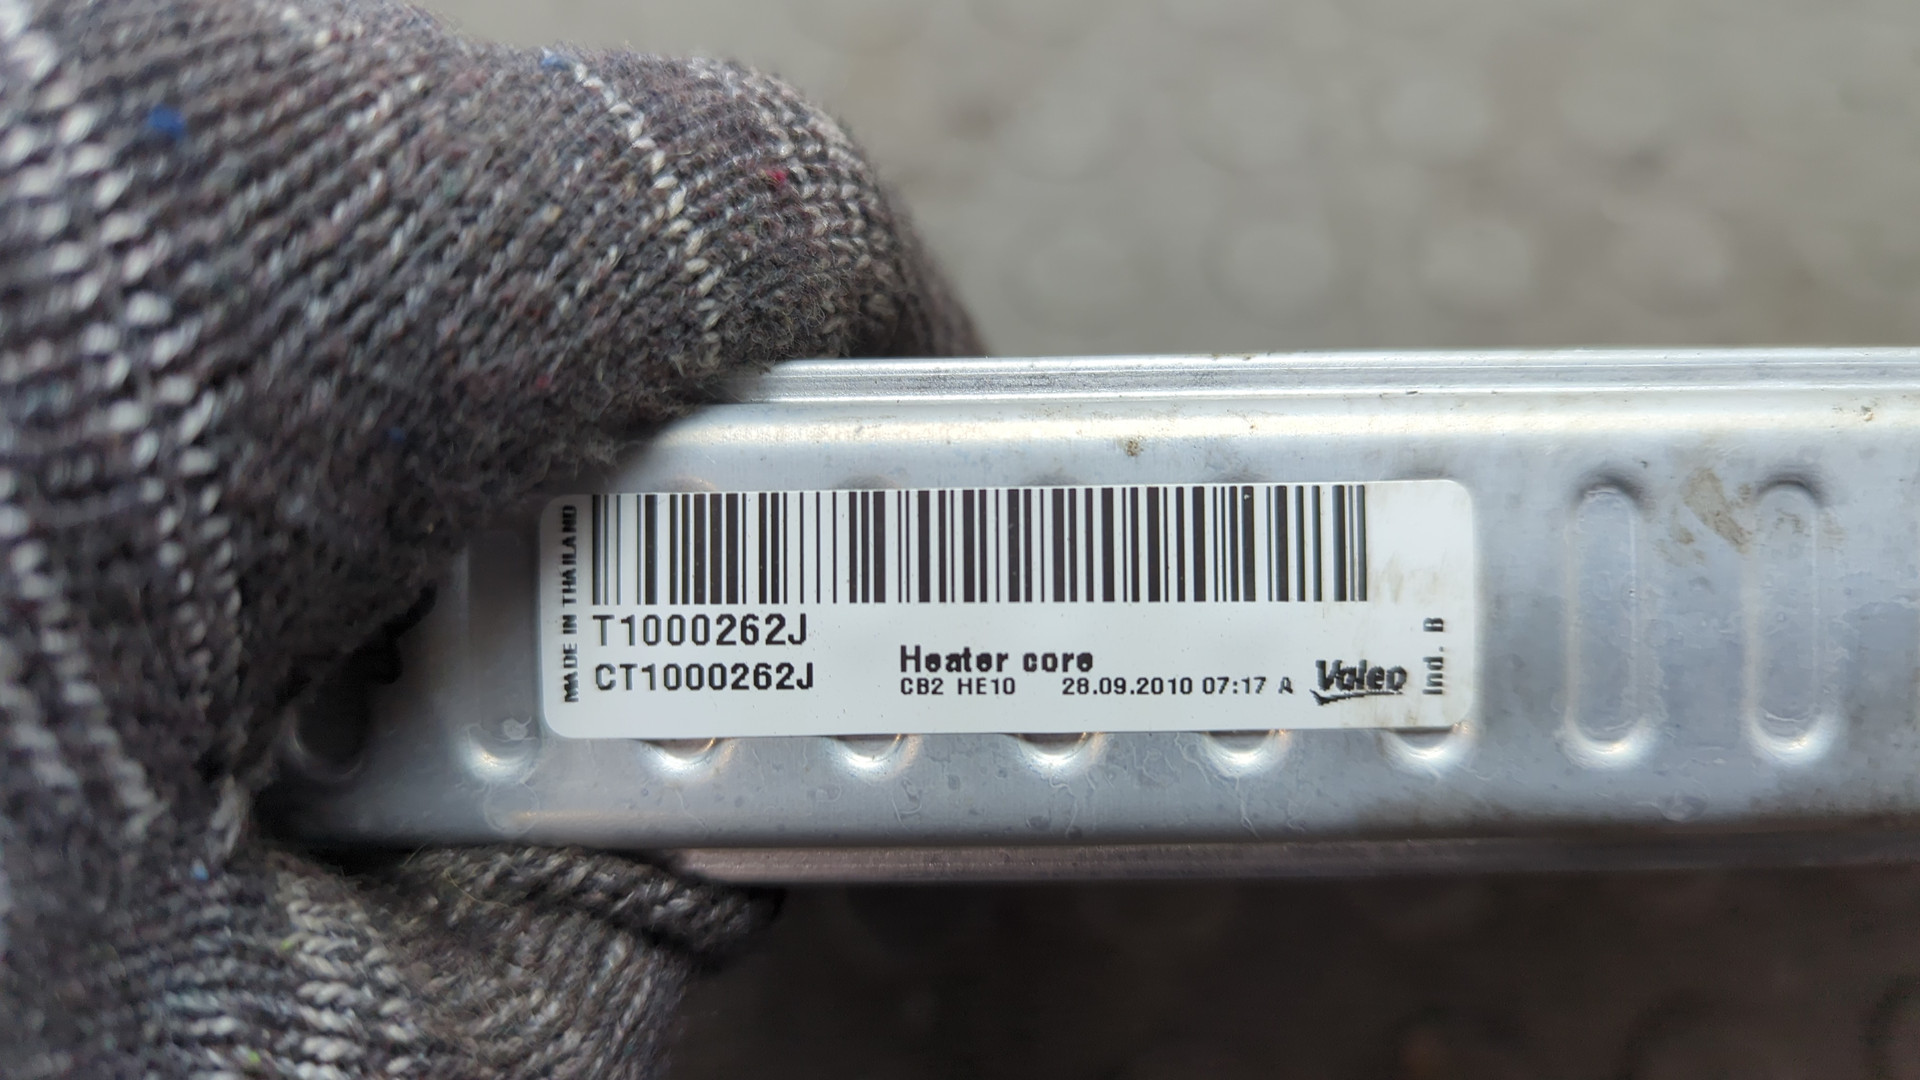 MADE IN THAILAND
T1000262J
CT1000262J
Heater core
CB2 HE10 28.09.2010 07:17 A
Valeo
Ind. B